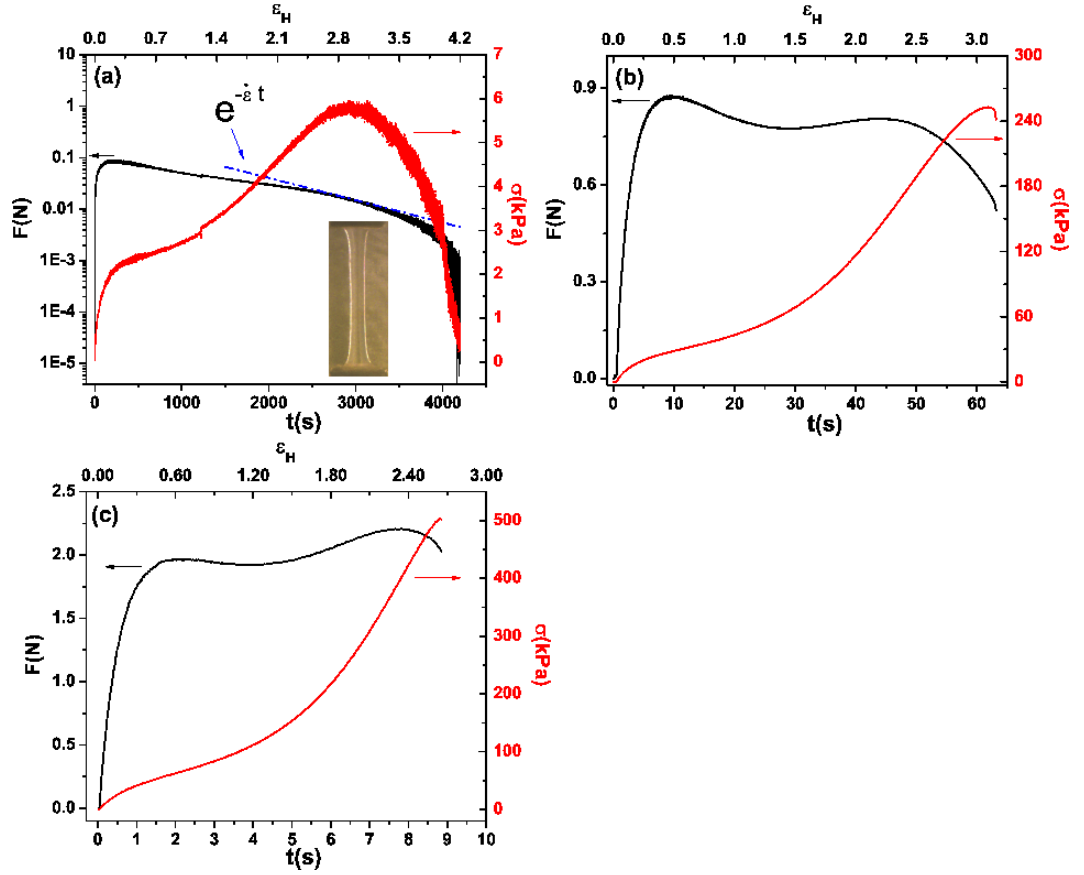 ε_H
0.0 0.7 1.4 2.1 2.8 3.5 4.2
(a)
e^{-ε̇ t}
10
1
0.1
0.01
1E-3
1E-4
1E-5
F(N)
7
6
5
4
3
2
1
0
σ(kPa)
0 1000 2000 3000 4000
t(s)
ε_H
0.0 0.5 1.0 1.5 2.0 2.5 3.0
(b)
0.9
0.6
0.3
0.0
F(N)
300
240
180
120
60
0
σ(kPa)
0 10 20 30 40 50 60
t(s)
ε_H
0.00 0.60 1.20 1.80 2.40 3.00
(c)
2.5
2.0
1.5
1.0
0.5
0.0
F(N)
500
400
300
200
100
0
σ(kPa)
0 1 2 3 4 5 6 7 8 9 10
t(s)